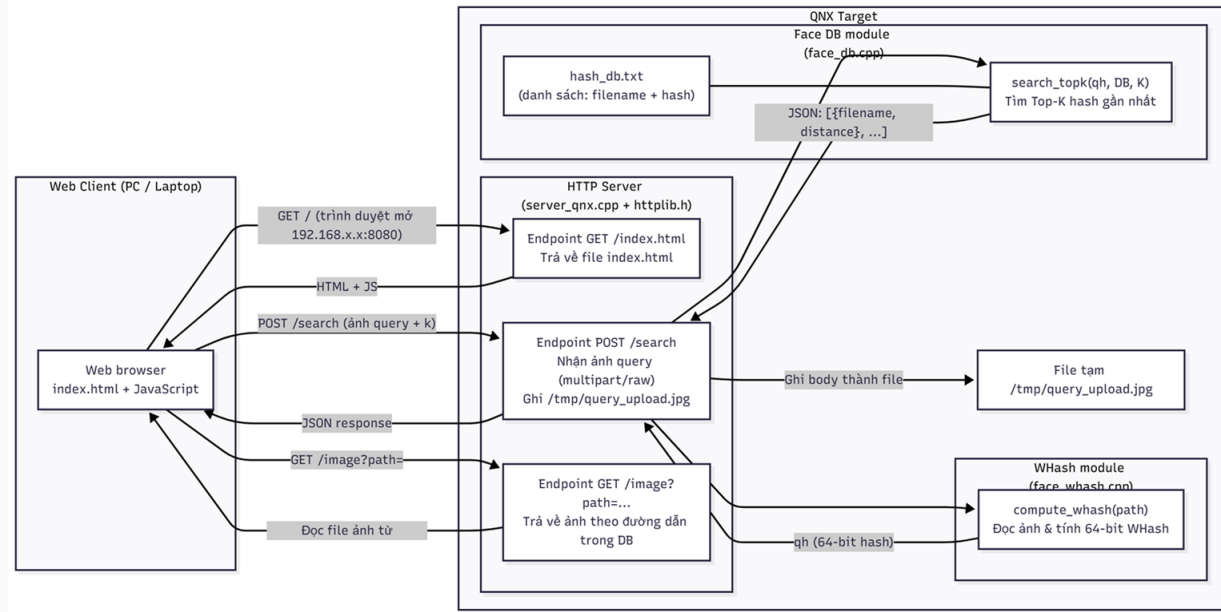 QNX Target
Face DB module
(face_db.cpp)
hash_db.txt
(danh sách: filename + hash)
search_topk(qh, DB, K)
Tìm Top-K hash gần nhất
JSON: [{filename,
distance}, ...]
Web Client (PC / Laptop)
HTTP Server
(server_qnx.cpp + httplib.h)
GET / (trình duyệt mở
192.168.x.x:8080)
Endpoint GET /index.html
Trả về file index.html
HTML + JS
POST /search (ảnh query + k)
Web browser
index.html + JavaScript
Endpoint POST /search
Nhận ảnh query
(multipart/raw)
Ghi /tmp/query_upload.jpg
Ghi body thành file
File tạm
/tmp/query_upload.jpg
JSON response
GET /image?path=
Endpoint GET /image?
path=...
Trả về ảnh theo đường dẫn
trong DB
Đọc file ảnh từ
WHash module
(face_whash.cpp)
compute_whash(path)
Đọc ảnh & tính 64-bit WHash
qh (64-bit hash)